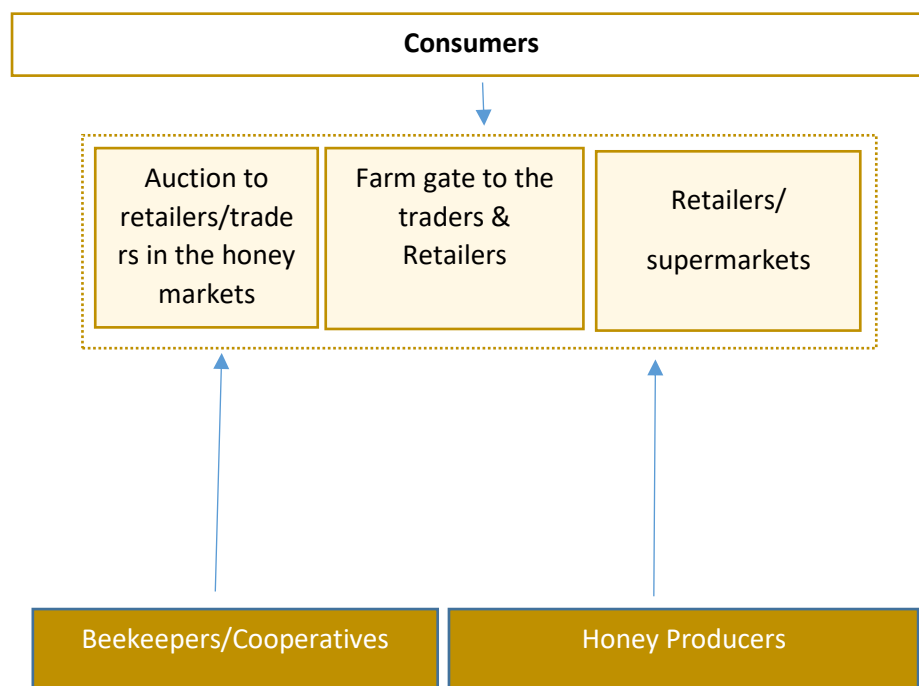 Consumers
Auction to
retailers/trade
rs in the honey
markets
Farm gate to the
traders &
Retailers
Retailers/
supermarkets
Beekeepers/Cooperatives
Honey Producers